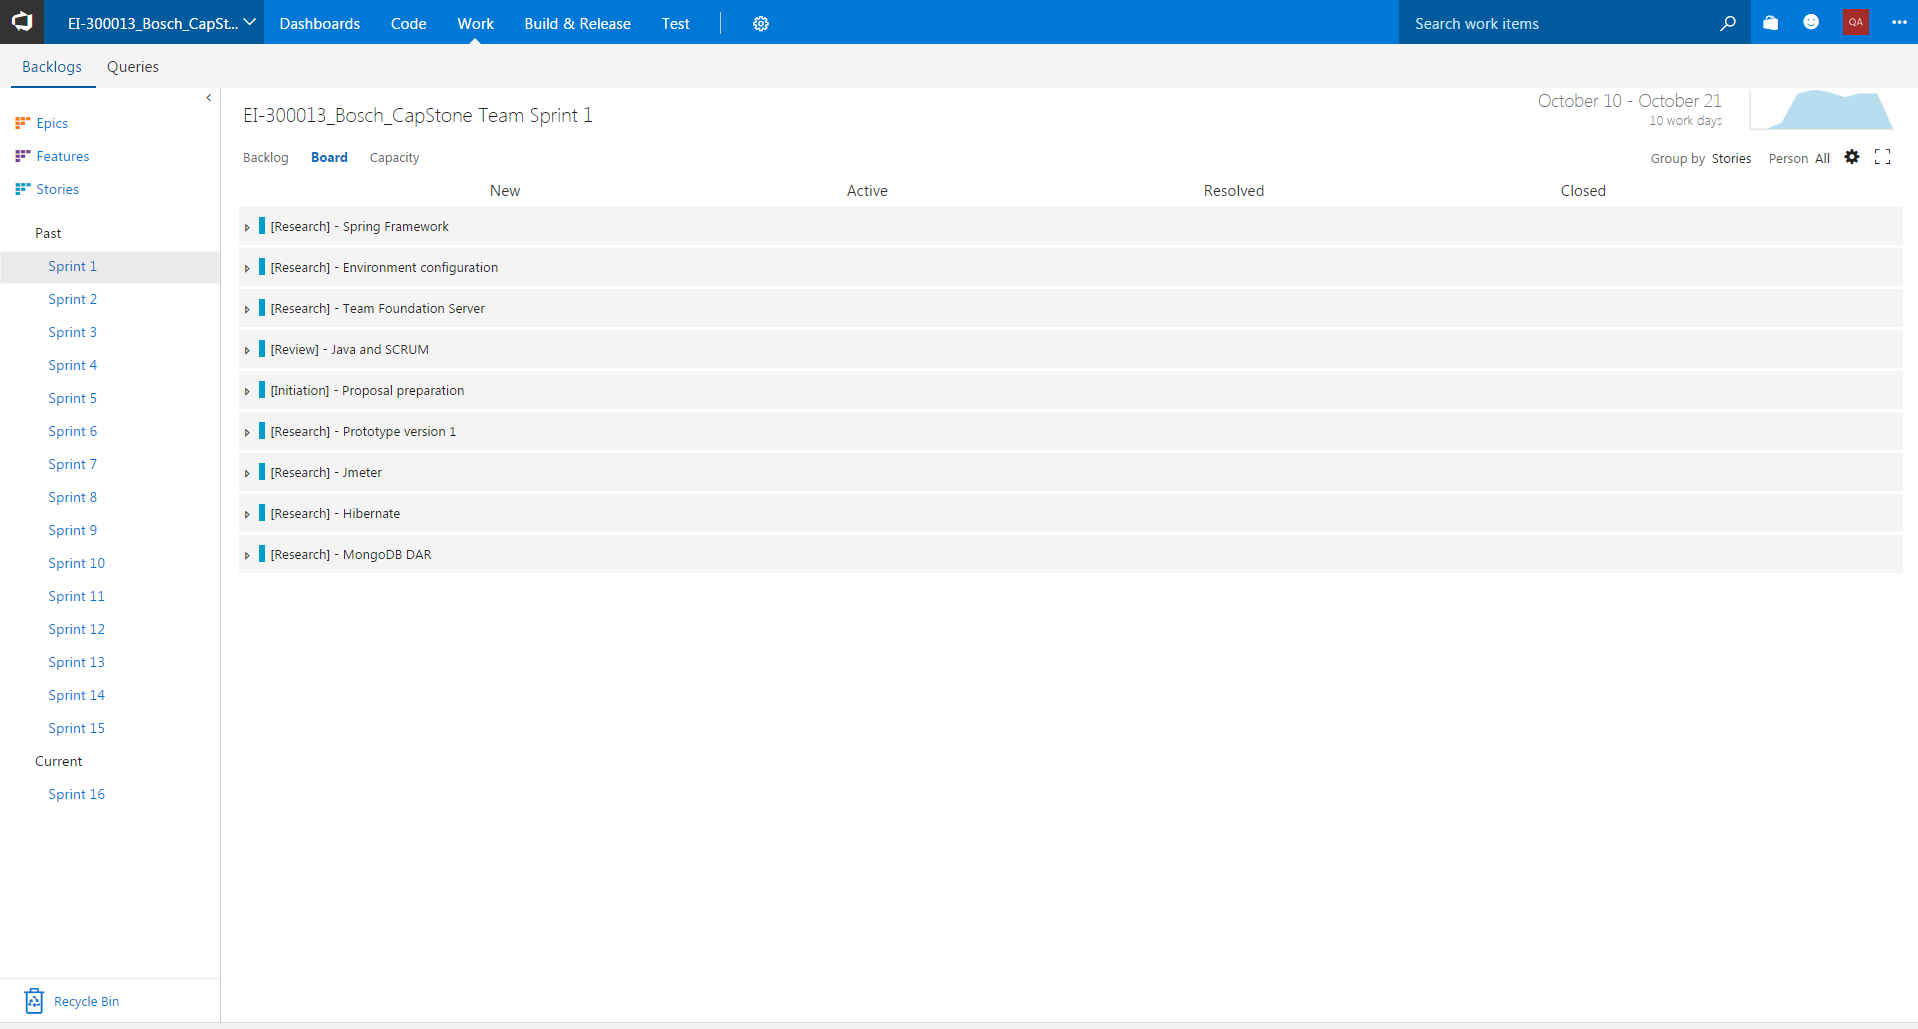 EI-300013_Bosch_CapSt... Dashboards Code Work Build & Release Test Search work items QA
Backlogs Queries
Epics
Features
Stories
Past
Sprint 1
Sprint 2
Sprint 3
Sprint 4
Sprint 5
Sprint 6
Sprint 7
Sprint 8
Sprint 9
Sprint 10
Sprint 11
Sprint 12
Sprint 13
Sprint 14
Sprint 15
Current
Sprint 16
Recycle Bin
EI-300013_Bosch_CapStone Team Sprint 1
October 10 - October 21
10 work days
Backlog Board Capacity
Group by Stories Person All
New Active Resolved Closed
[Research] - Spring Framework
[Research] - Environment configuration
[Research] - Team Foundation Server
[Review] - Java and SCRUM
[Initiation] - Proposal preparation
[Research] - Prototype version 1
[Research] - Jmeter
[Research] - Hibernate
[Research] - MongoDB DAR